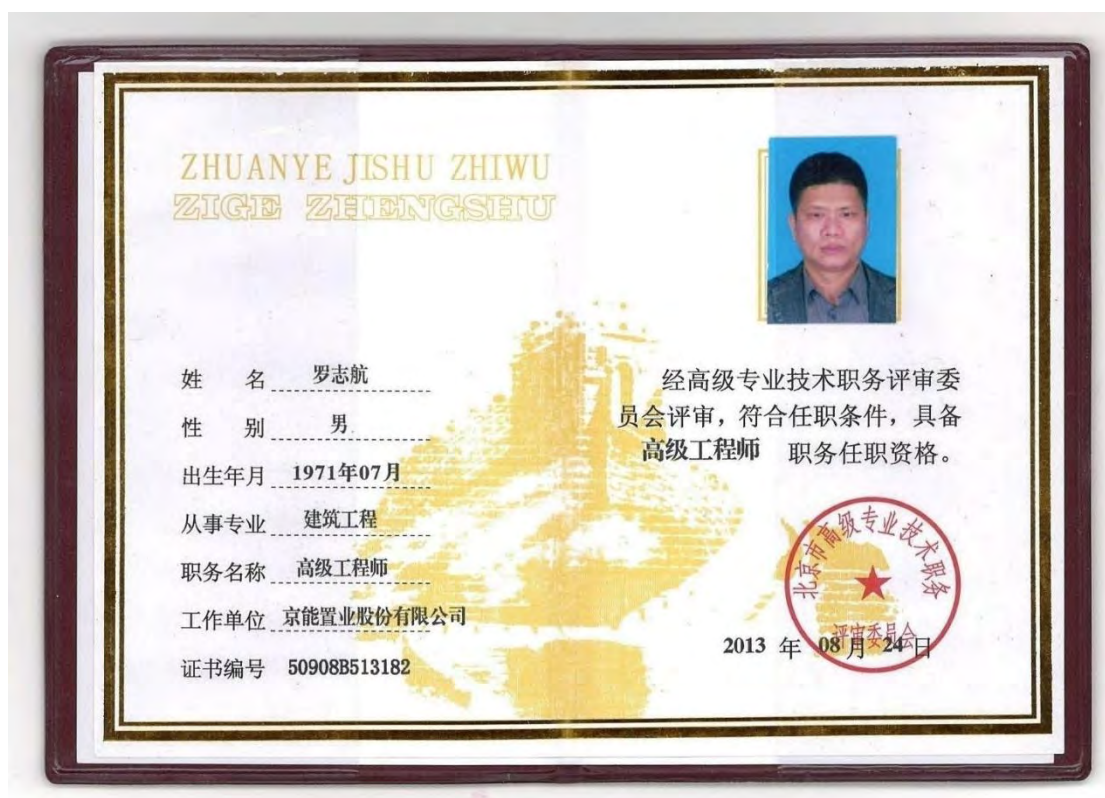 ZHUANYE JISHU ZHIWU
ZIGE ZHENGSHU
姓 名 罗志航
性 别 男
出生年月 1971年07月
从事专业 建筑工程
职务名称 高级工程师
工作单位 京能置业股份有限公司
证书编号 50908B513182
经高级专业技术职务评审委
员会评审，符合任职条件，具备
高级工程师 职务任职资格。
北京市高级专业技术职务
评审委员会
2013 年 08 月 24 日